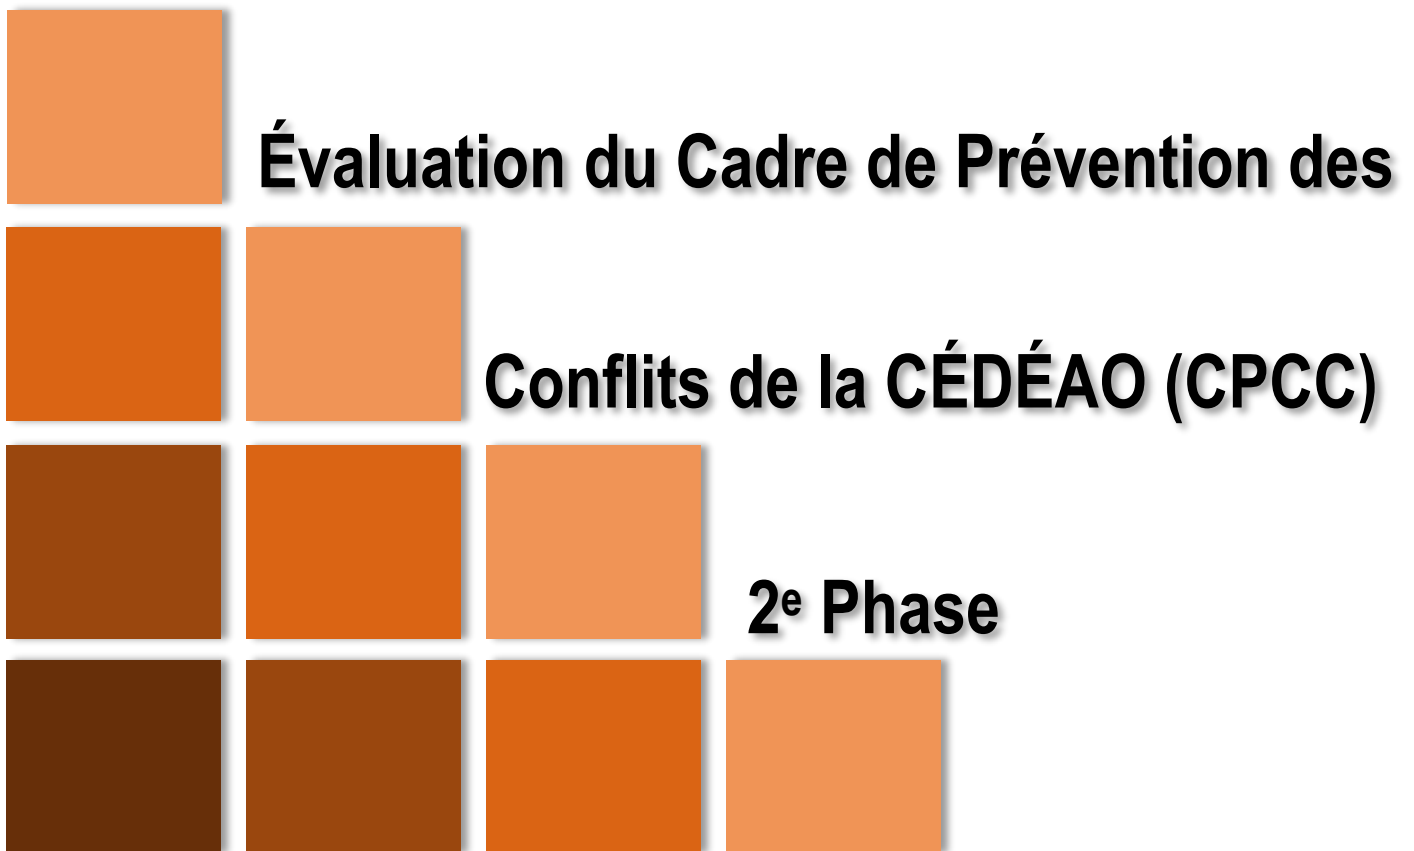 Évaluation du Cadre de Prévention des
Conflits de la CÉDÉAO (CPCC)
2e Phase